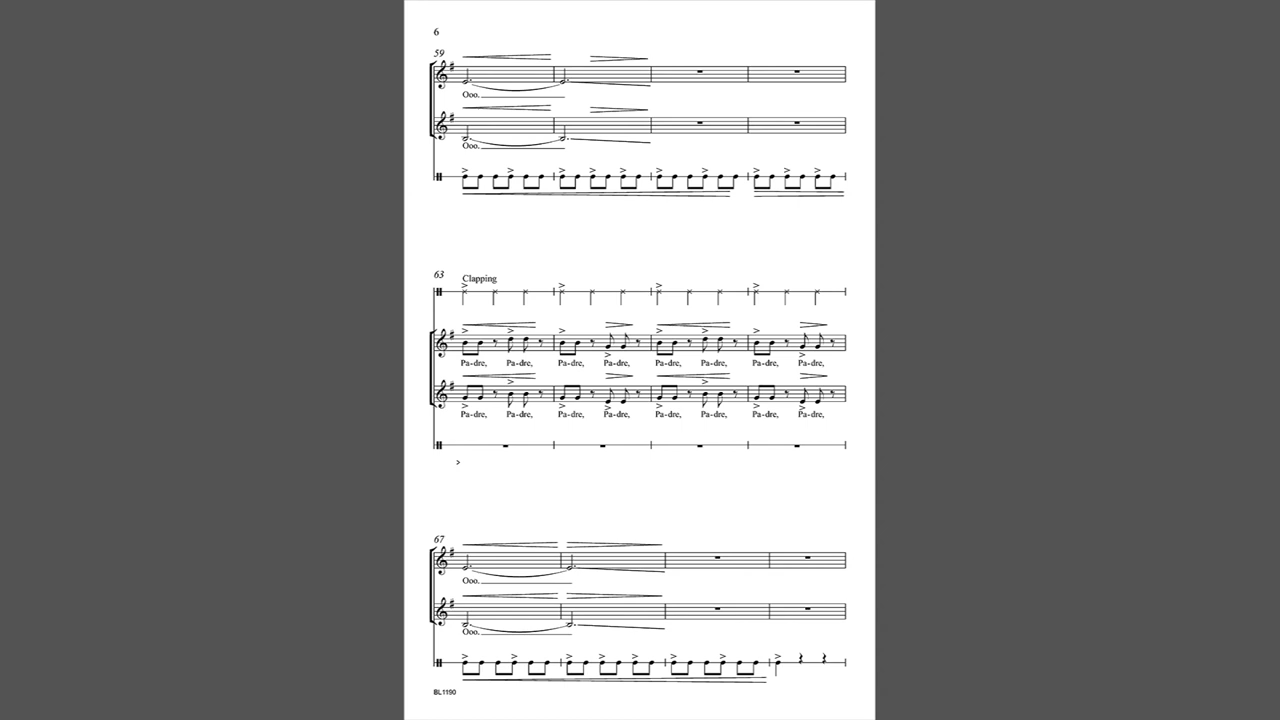 6
59
Ooo.
Ooo.
63
Clapping
Pa-dre, Pa-dre, Pa-dre, Pa-dre, Pa-dre, Pa-dre, Pa-dre, Pa-dre,
Pa-dre, Pa-dre, Pa-dre, Pa-dre, Pa-dre, Pa-dre, Pa-dre, Pa-dre,
67
Ooo.
Ooo.
BL1190